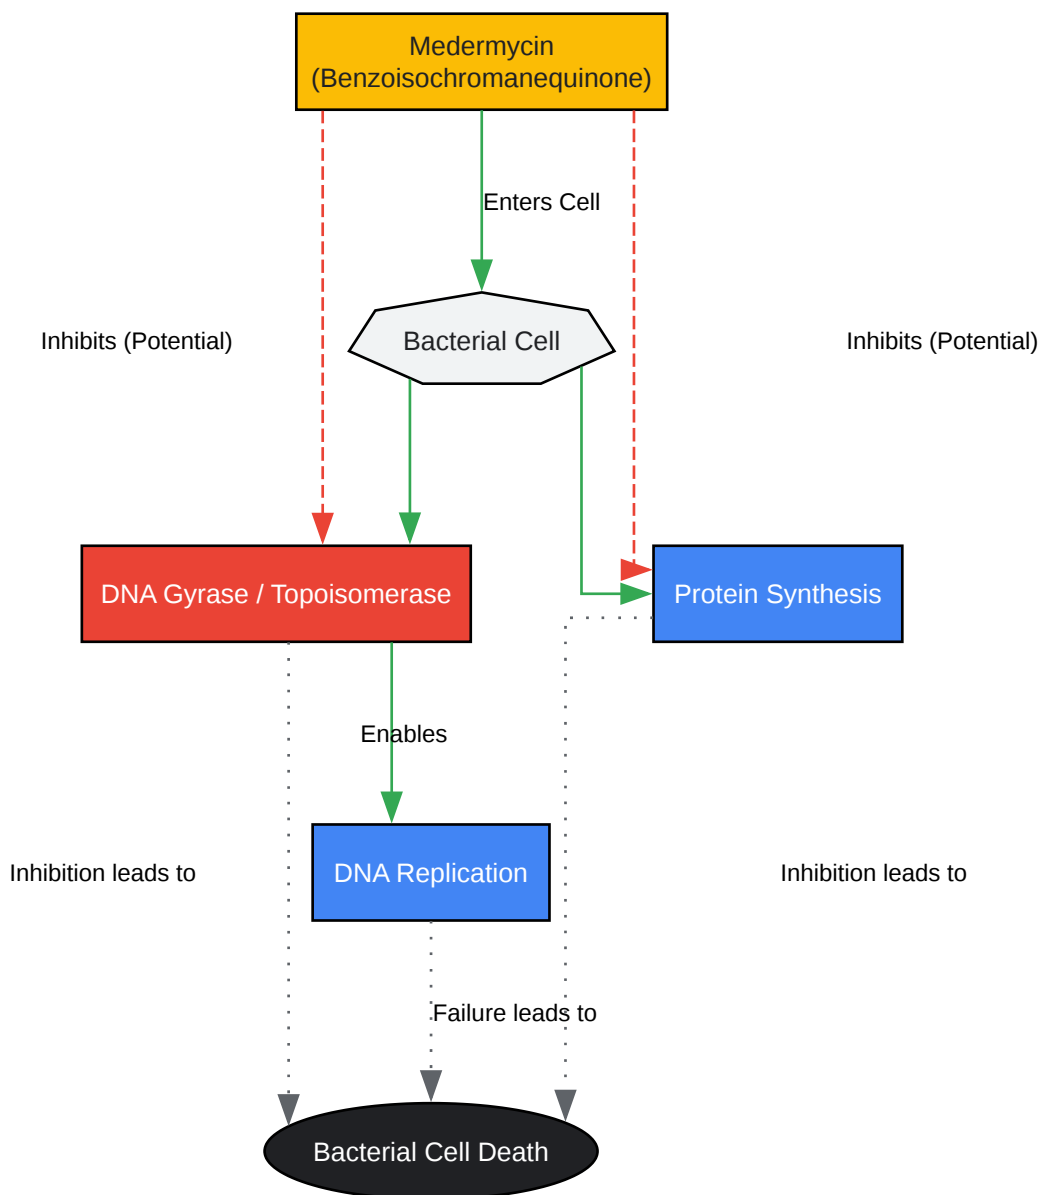 Medermycin
(Benzoisochromanequinone)
Enters Cell
Inhibits (Potential)
Bacterial Cell
Inhibits (Potential)
DNA Gyrase / Topoisomerase
Protein Synthesis
Enables
Inhibition leads to
DNA Replication
Inhibition leads to
Failure leads to
Bacterial Cell Death